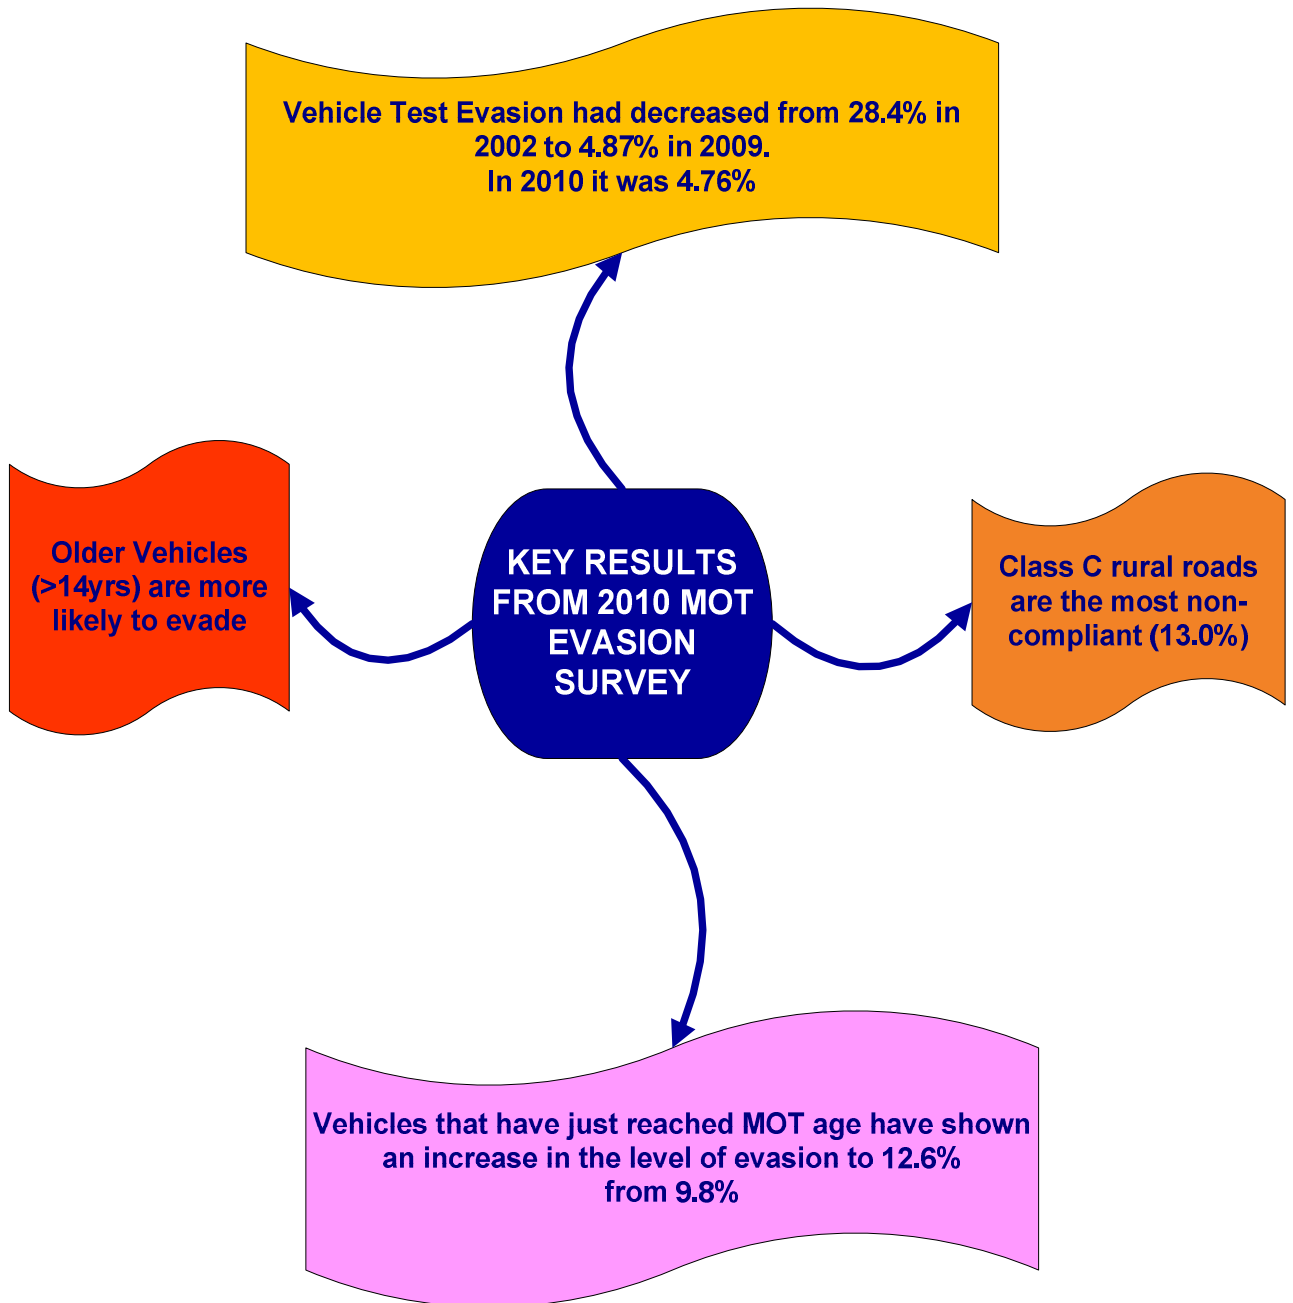 Vehicle Test Evasion had decreased from 28.4% in
2002 to 4.87% in 2009.
In 2010 it was 4.76%
Older Vehicles
(>14yrs) are more
likely to evade
KEY RESULTS
FROM 2010 MOT
EVASION
SURVEY
Class C rural roads
are the most non-
compliant (13.0%)
Vehicles that have just reached MOT age have shown
an increase in the level of evasion to 12.6%
from 9.8%